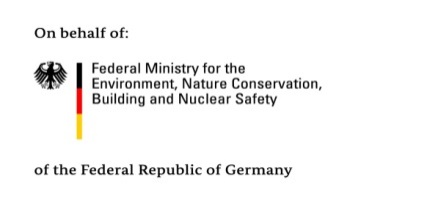 On behalf of:
Federal Ministry for the
Environment, Nature Conservation,
Building and Nuclear Safety
of the Federal Republic of Germany